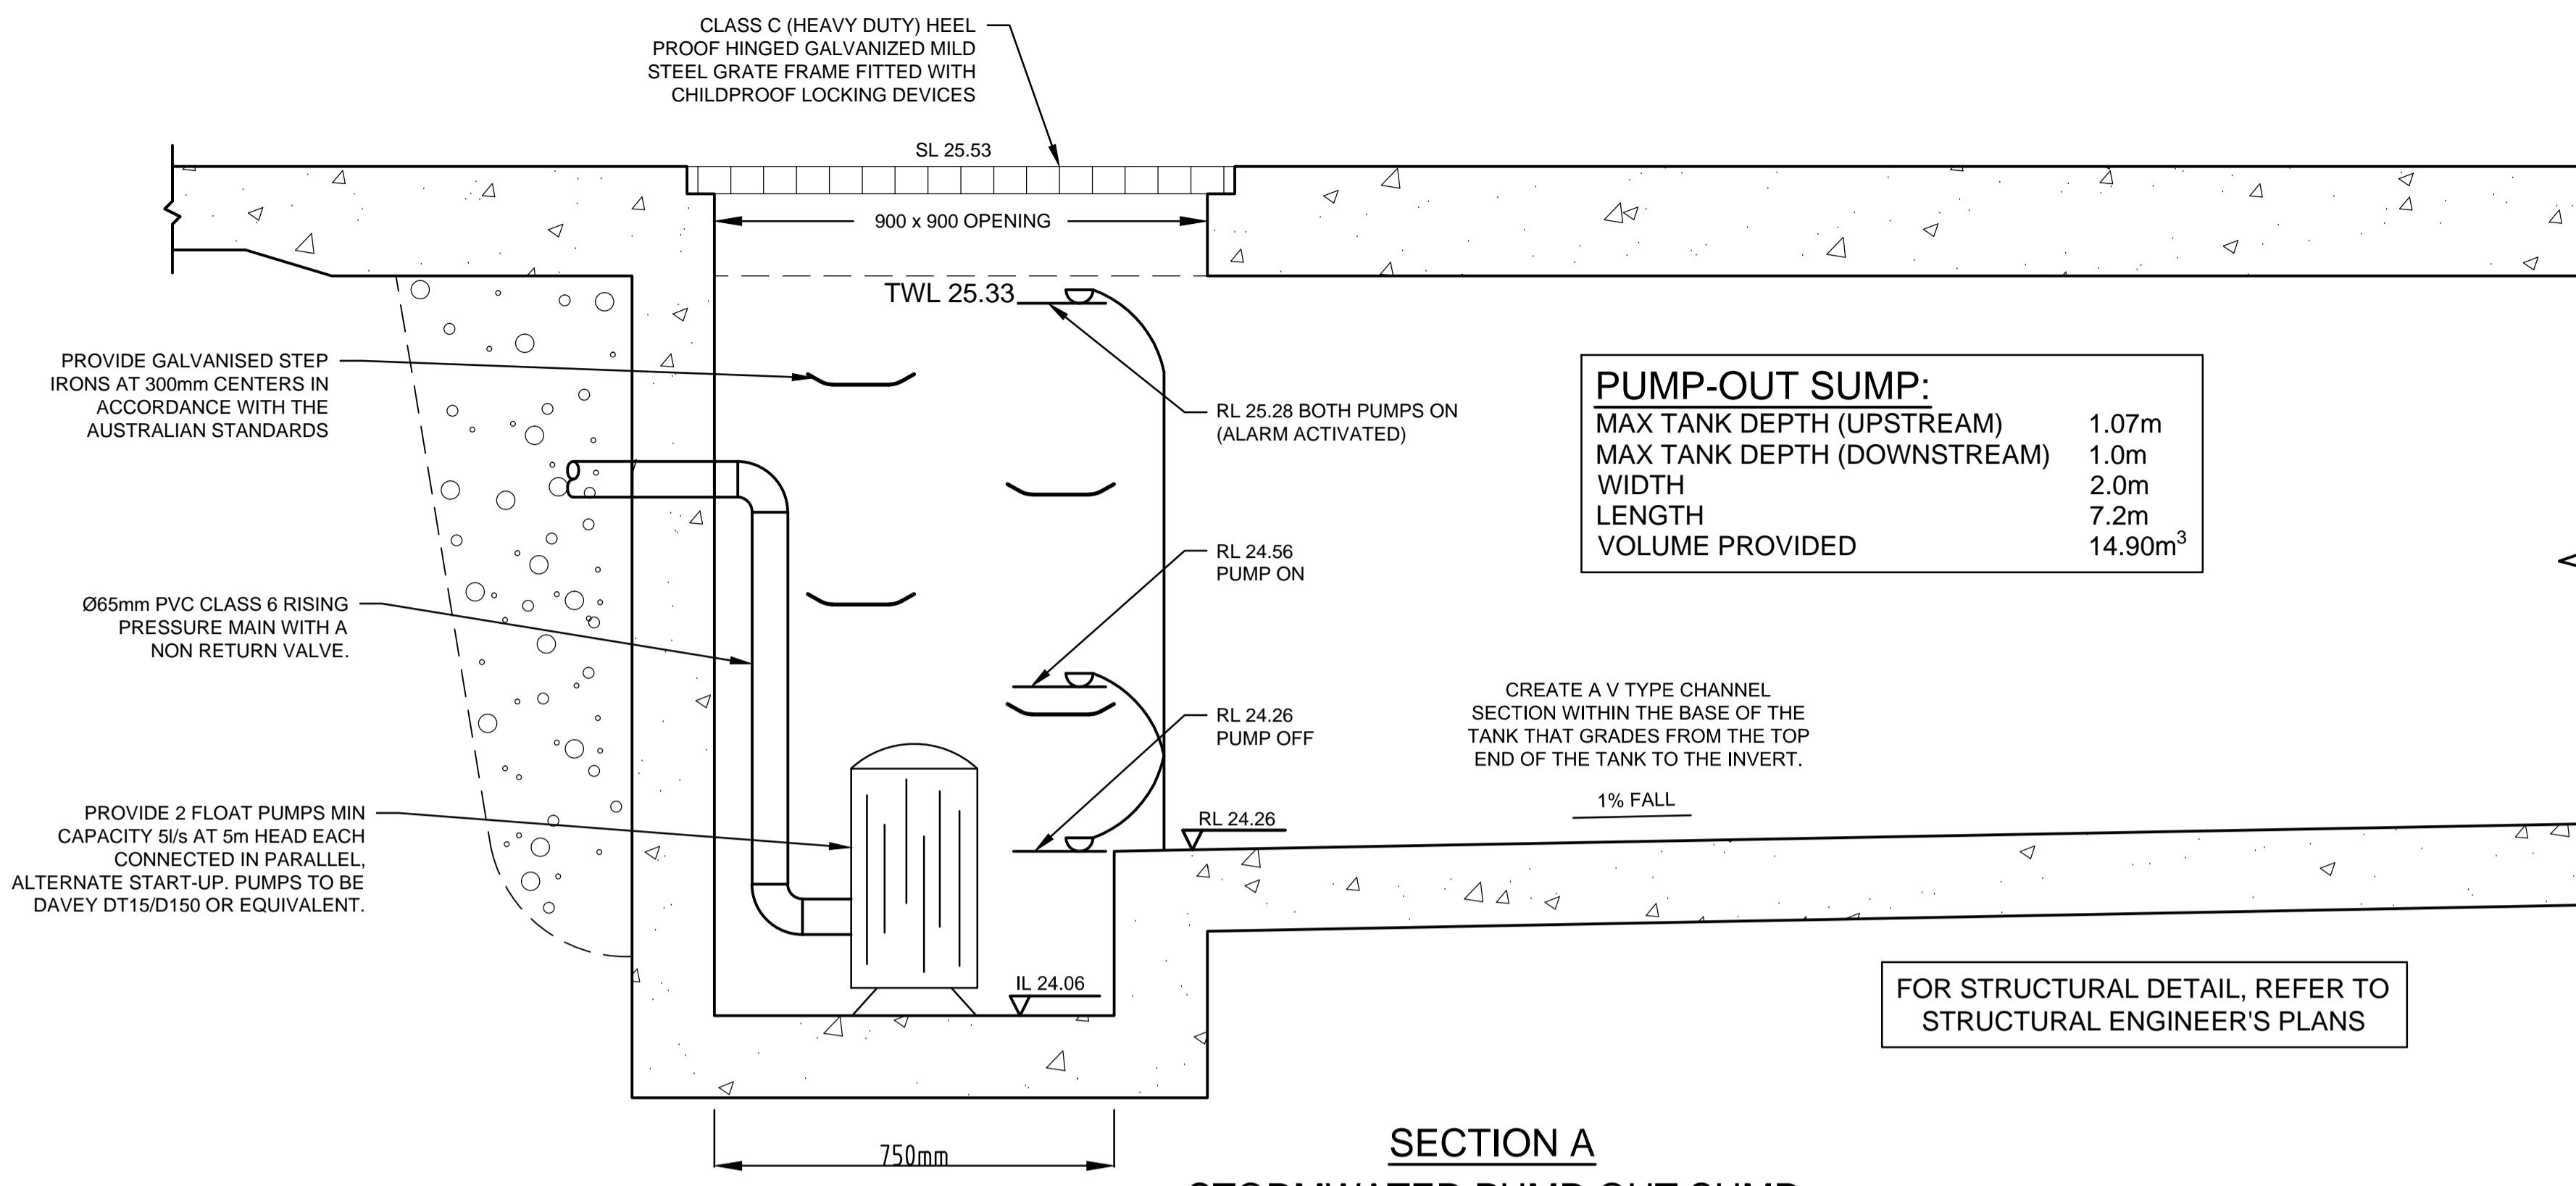 CLASS C (HEAVY DUTY) HEEL
PROOF HINGED GALVANIZED MILD
STEEL GRATE FRAME FITTED WITH
CHILDPROOF LOCKING DEVICES
SL 25.53
900 x 900 OPENING
TWL 25.33
PROVIDE GALVANISED STEP
IRONS AT 300mm CENTERS IN
ACCORDANCE WITH THE
AUSTRALIAN STANDARDS
RL 25.28 BOTH PUMPS ON
(ALARM ACTIVATED)
PUMP-OUT SUMP:
MAX TANK DEPTH (UPSTREAM) 1.07m
MAX TANK DEPTH (DOWNSTREAM) 1.0m
WIDTH 2.0m
LENGTH 7.2m
VOLUME PROVIDED 14.90m³
RL 24.56
PUMP ON
Ø65mm PVC CLASS 6 RISING
PRESSURE MAIN WITH A
NON RETURN VALVE.
RL 24.26
PUMP OFF
CREATE A V TYPE CHANNEL
SECTION WITHIN THE BASE OF THE
TANK THAT GRADES FROM THE TOP
END OF THE TANK TO THE INVERT.
1% FALL
RL 24.26
PROVIDE 2 FLOAT PUMPS MIN
CAPACITY 5l/s AT 5m HEAD EACH
CONNECTED IN PARALLEL,
ALTERNATE START-UP. PUMPS TO BE
DAVEY DT15/D150 OR EQUIVALENT.
IL 24.06
FOR STRUCTURAL DETAIL, REFER TO
STRUCTURAL ENGINEER'S PLANS
750mm
SECTION A
STORMWATER PUMP OUT SUMP